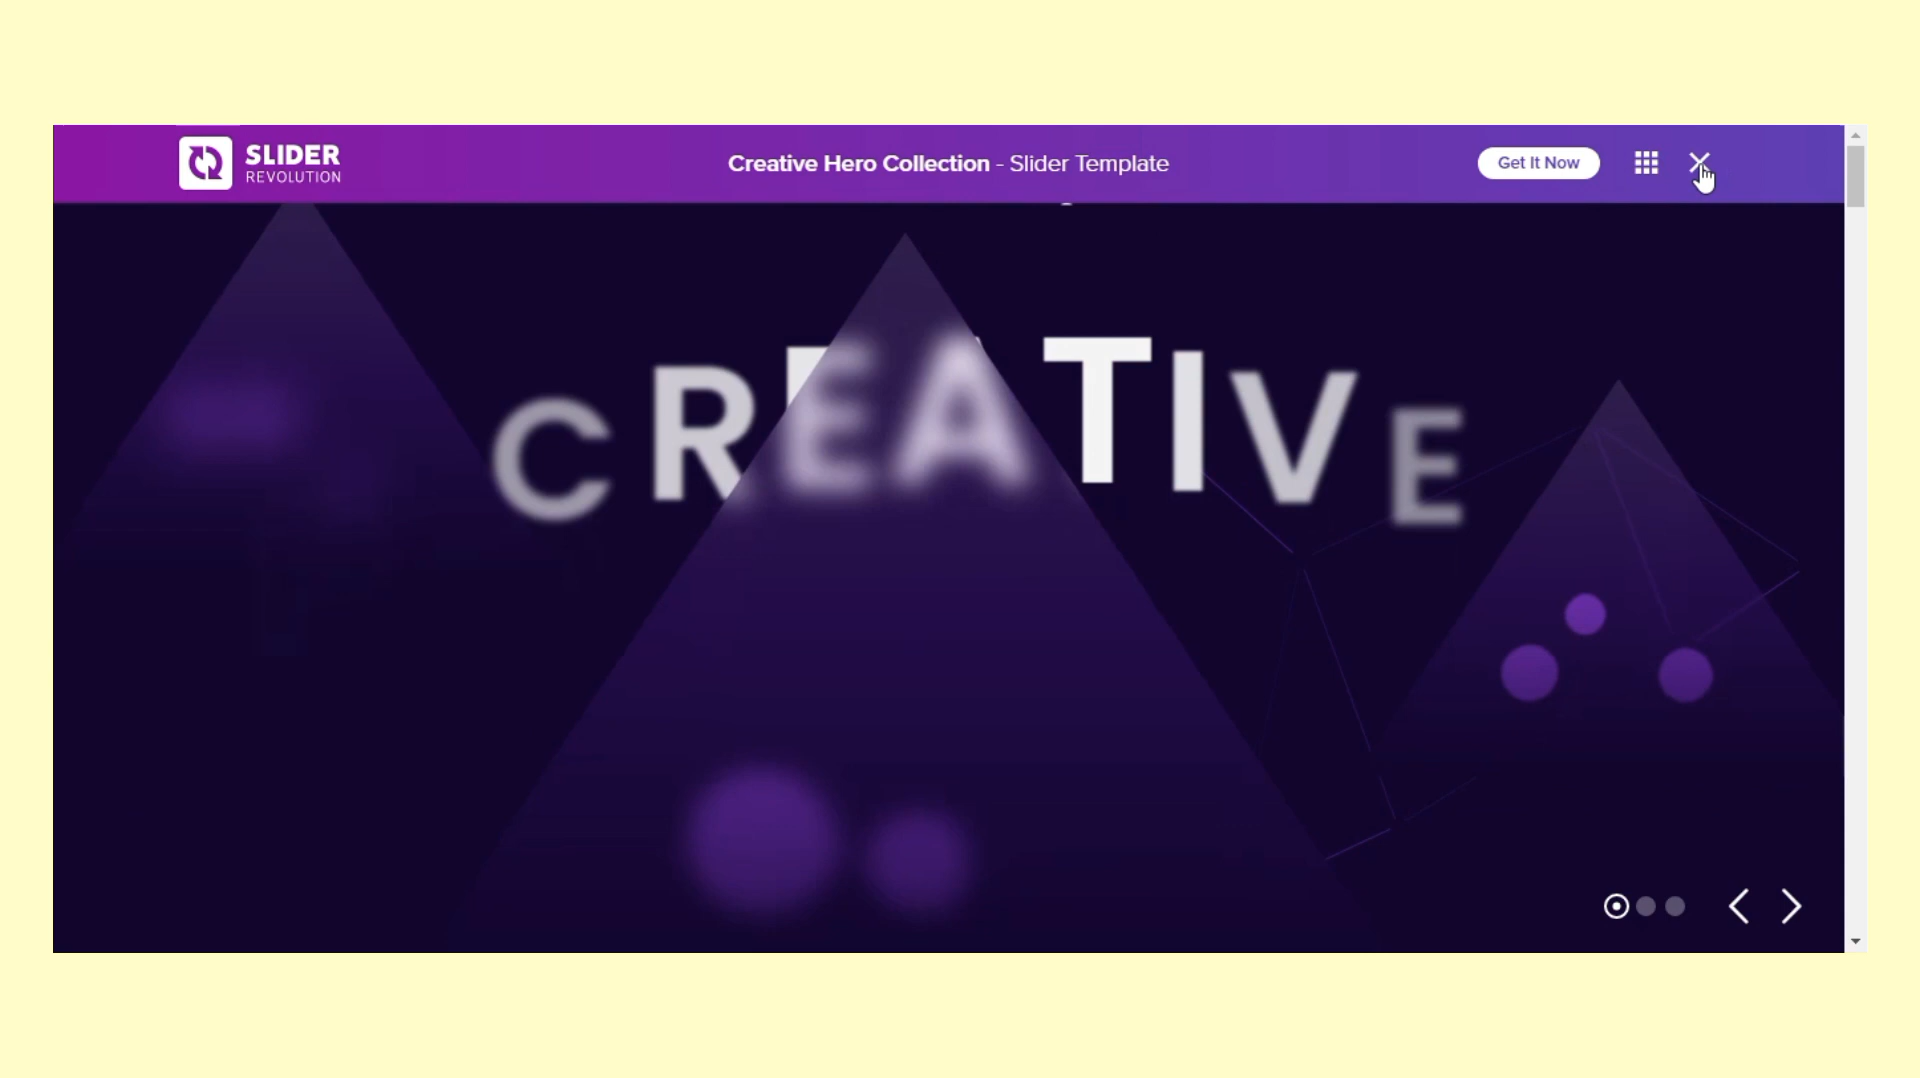 SLIDER
REVOLUTION
Creative Hero Collection - Slider Template
Get It Now
CREATIVE